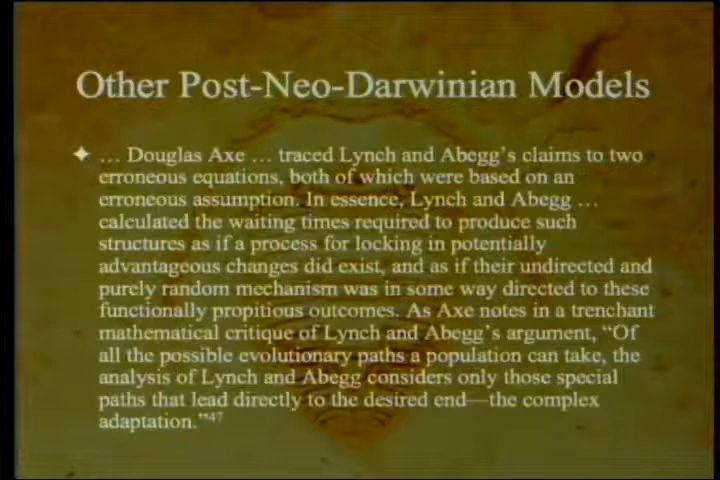 Other Post-Neo-Darwinian Models
✦ … Douglas Axe … traced Lynch and Abegg’s claims to two
erroneous equations, both of which were based on an
erroneous assumption. In essence, Lynch and Abegg …
calculated the waiting times required to produce such
structures as if a process for locking in potentially
advantageous changes did exist, and as if their undirected and
purely random mechanism was in some way directed to these
functionally propitious outcomes. As Axe notes in a trenchant
mathematical critique of Lynch and Abegg’s argument, “Of
all the possible evolutionary paths a population can take, the
analysis of Lynch and Abegg considers only those special
paths that lead directly to the desired end—the complex
adaptation.”47